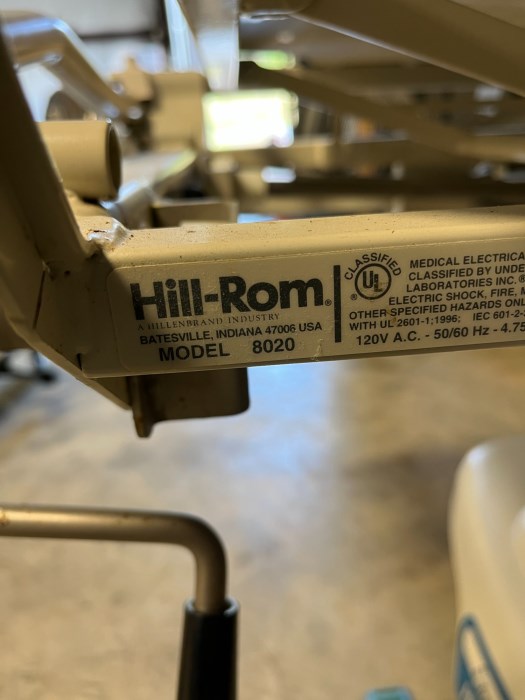 Hill-Rom®
A HILLENBRAND INDUSTRY
BATESVILLE, INDIANA 47006 USA
MODEL 8020
CLASSIFIED
UL
®
MEDICAL ELECTRICA
CLASSIFIED BY UNDE
LABORATORIES INC.®
ELECTRIC SHOCK, FIRE, M
OTHER SPECIFIED HAZARDS ONL
WITH UL 2601-1;1996; IEC 601-2-
120V A.C. - 50/60 Hz - 4.75